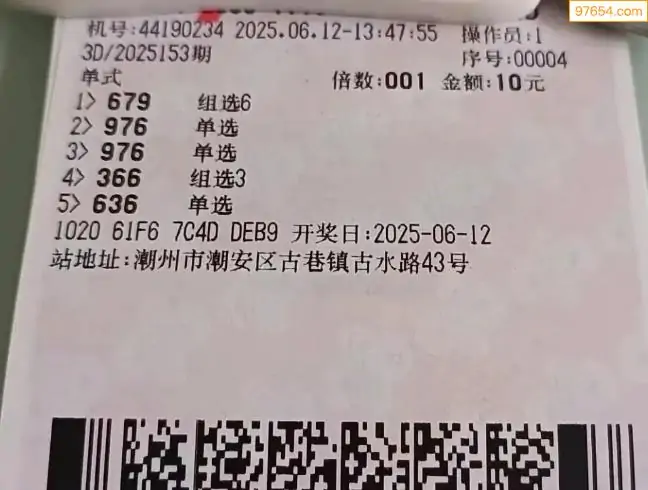 97654.com
机号:44190234 2025.06.12-13:47:55 操作员:1
3D/2025153期 序号:00004
单式 倍数:001 金额:10元
1> 679 组选6
2> 976 单选
3> 976 单选
4> 366 组选3
5> 636 单选
1020 61F6 7C4D DEB9 开奖日:2025-06-12
站地址:潮州市潮安区古巷镇古水路43号